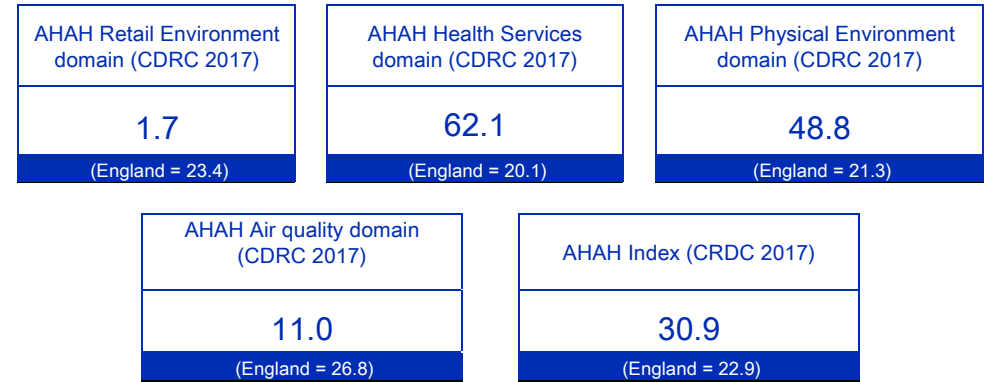 AHAH Retail Environment
domain (CDRC 2017)
1.7
(England = 23.4)
AHAH Health Services
domain (CDRC 2017)
62.1
(England = 20.1)
AHAH Physical Environment
domain (CDRC 2017)
48.8
(England = 21.3)
AHAH Air quality domain
(CDRC 2017)
11.0
(England = 26.8)
AHAH Index (CRDC 2017)
30.9
(England = 22.9)